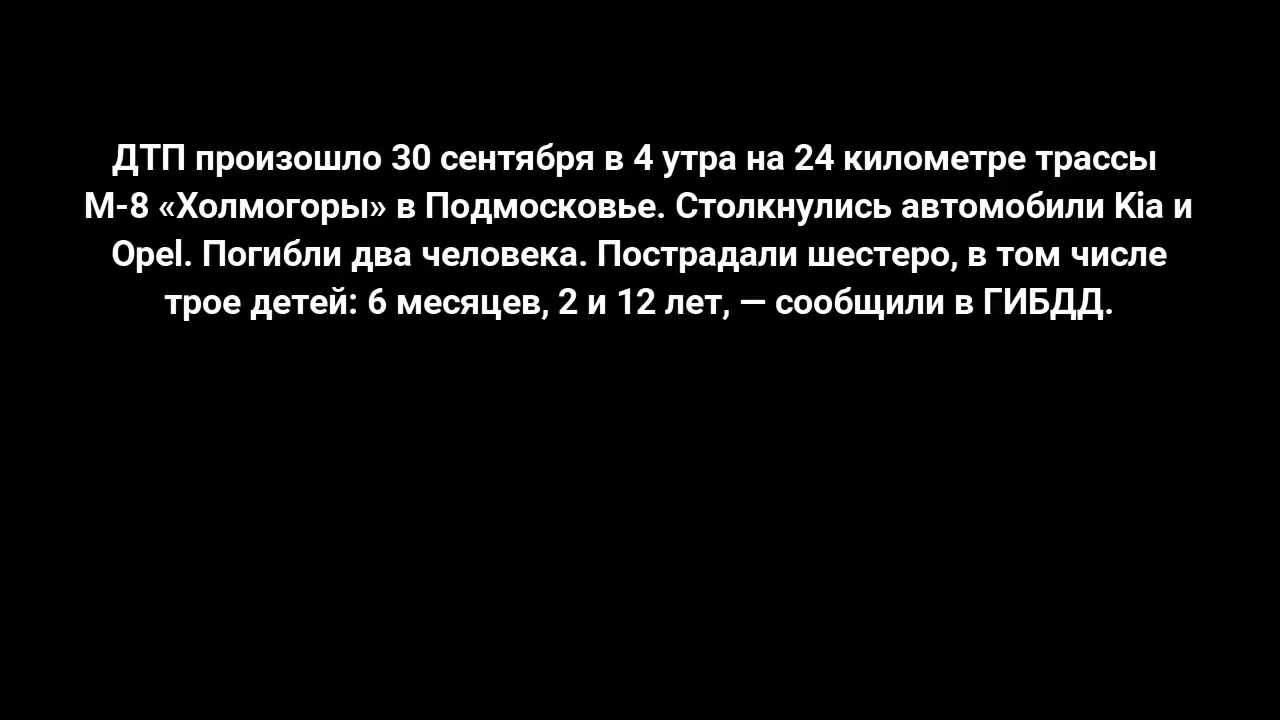 ДТП произошло 30 сентября в 4 утра на 24 километре трассы
М-8 «Холмогоры» в Подмосковье. Столкнулись автомобили Kia и
Opel. Погибли два человека. Пострадали шестеро, в том числе
трое детей: 6 месяцев, 2 и 12 лет, — сообщили в ГИБДД.